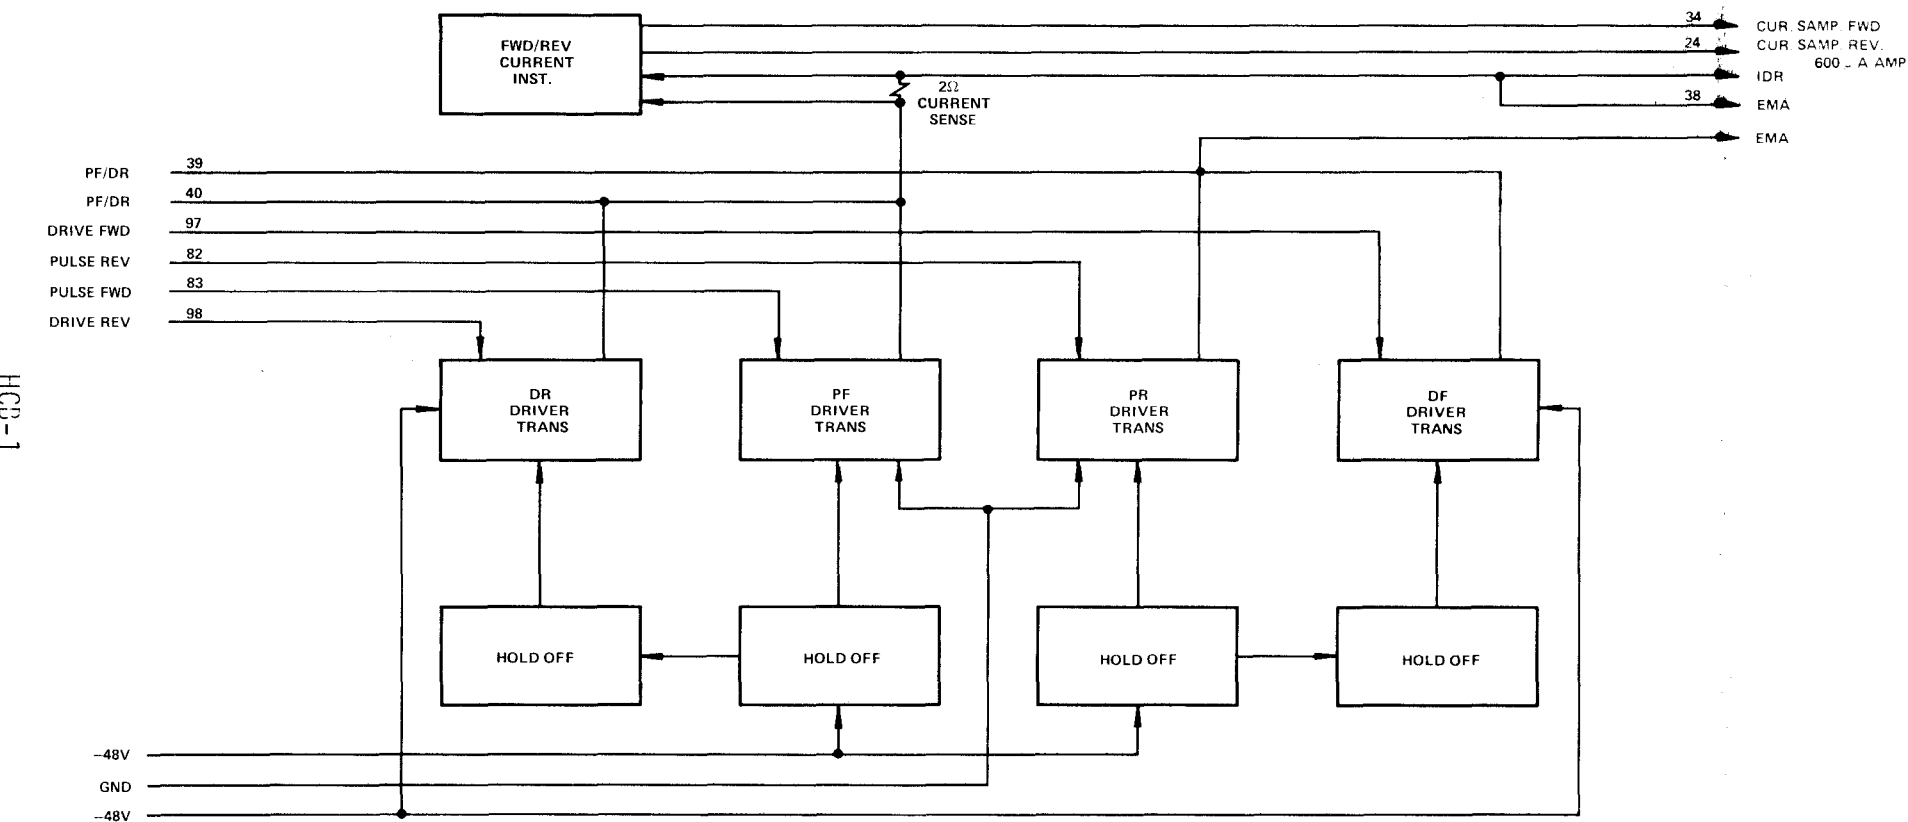 FWD/REV
CURRENT
INST.
34
CUR. SAMP. FWD
24
CUR. SAMP. REV.
600 A AMP
IDR
38
EMA
EMA
2Ω
CURRENT
SENSE
PF/DR 39
PF/DR 40
DRIVE FWD 97
PULSE REV 82
PULSE FWD 83
DRIVE REV 98
DR
DRIVER
TRANS
PF
DRIVER
TRANS
PR
DRIVER
TRANS
DF
DRIVER
TRANS
HOLD OFF
HOLD OFF
HOLD OFF
HOLD OFF
–48V
GND
–48V